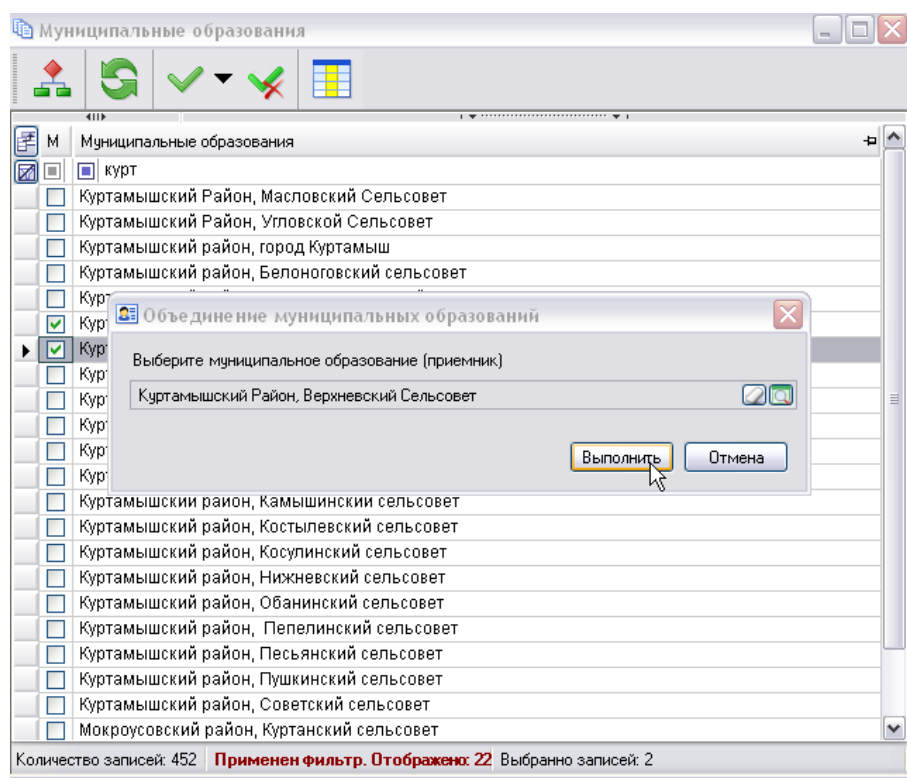 Муниципальные образования
М Муниципальные образования
курт
Куртамышский Район, Масловский Сельсовет
Куртамышский Район, Угловской Сельсовет
Куртамышский район, город Куртамыш
Куртамышский район, Белоноговский сельсовет
Объединение муниципальных образований
Выберите муниципальное образование (приемник)
Куртамышский Район, Верхневский Сельсовет
Выполнить Отмена
Куртамышский район, Камышинский сельсовет
Куртамышский район, Костылевский сельсовет
Куртамышский район, Косулинский сельсовет
Куртамышский район, Нижневский сельсовет
Куртамышский район, Обанинский сельсовет
Куртамышский район, Пепелинский сельсовет
Куртамышский район, Песьянский сельсовет
Куртамышский район, Пушкинский сельсовет
Куртамышский район, Советский сельсовет
Мокроусовский район, Куртанский сельсовет
Количество записей: 452 Применен фильтр. Отображено: 22 Выбранно записей: 2